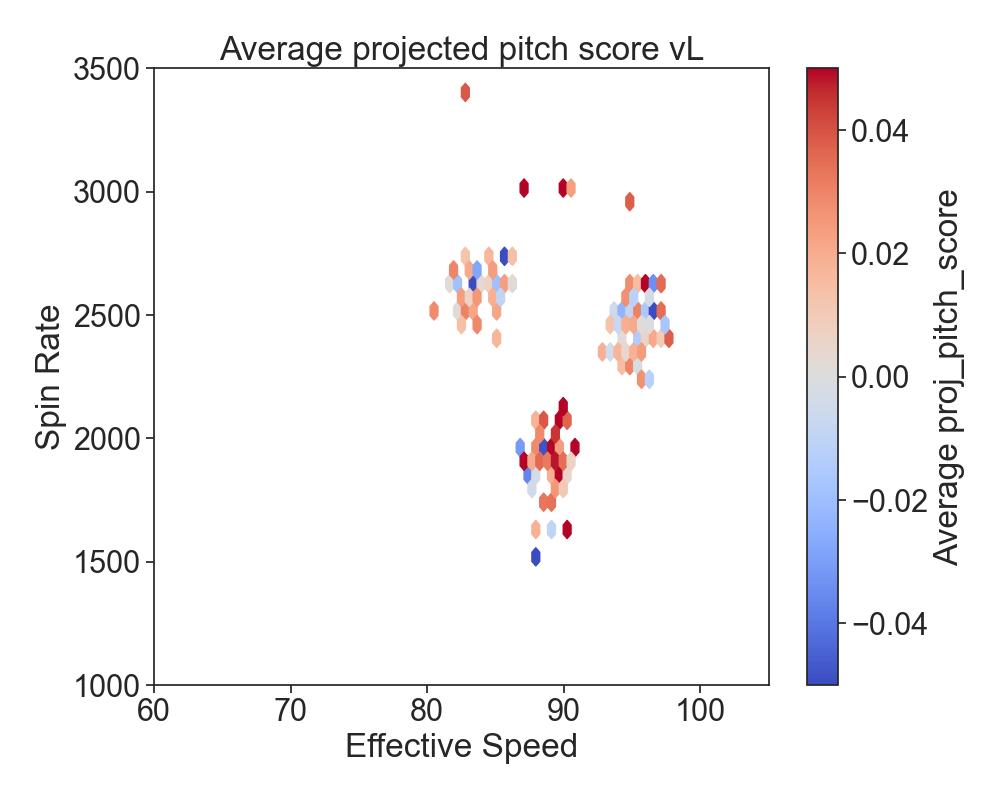 Average projected pitch score vL
3500
3000
2500
2000
1500
1000
Spin Rate
60 70 80 90 100
Effective Speed
0.04
0.02
0.00
−0.02
−0.04
Average proj_pitch_score